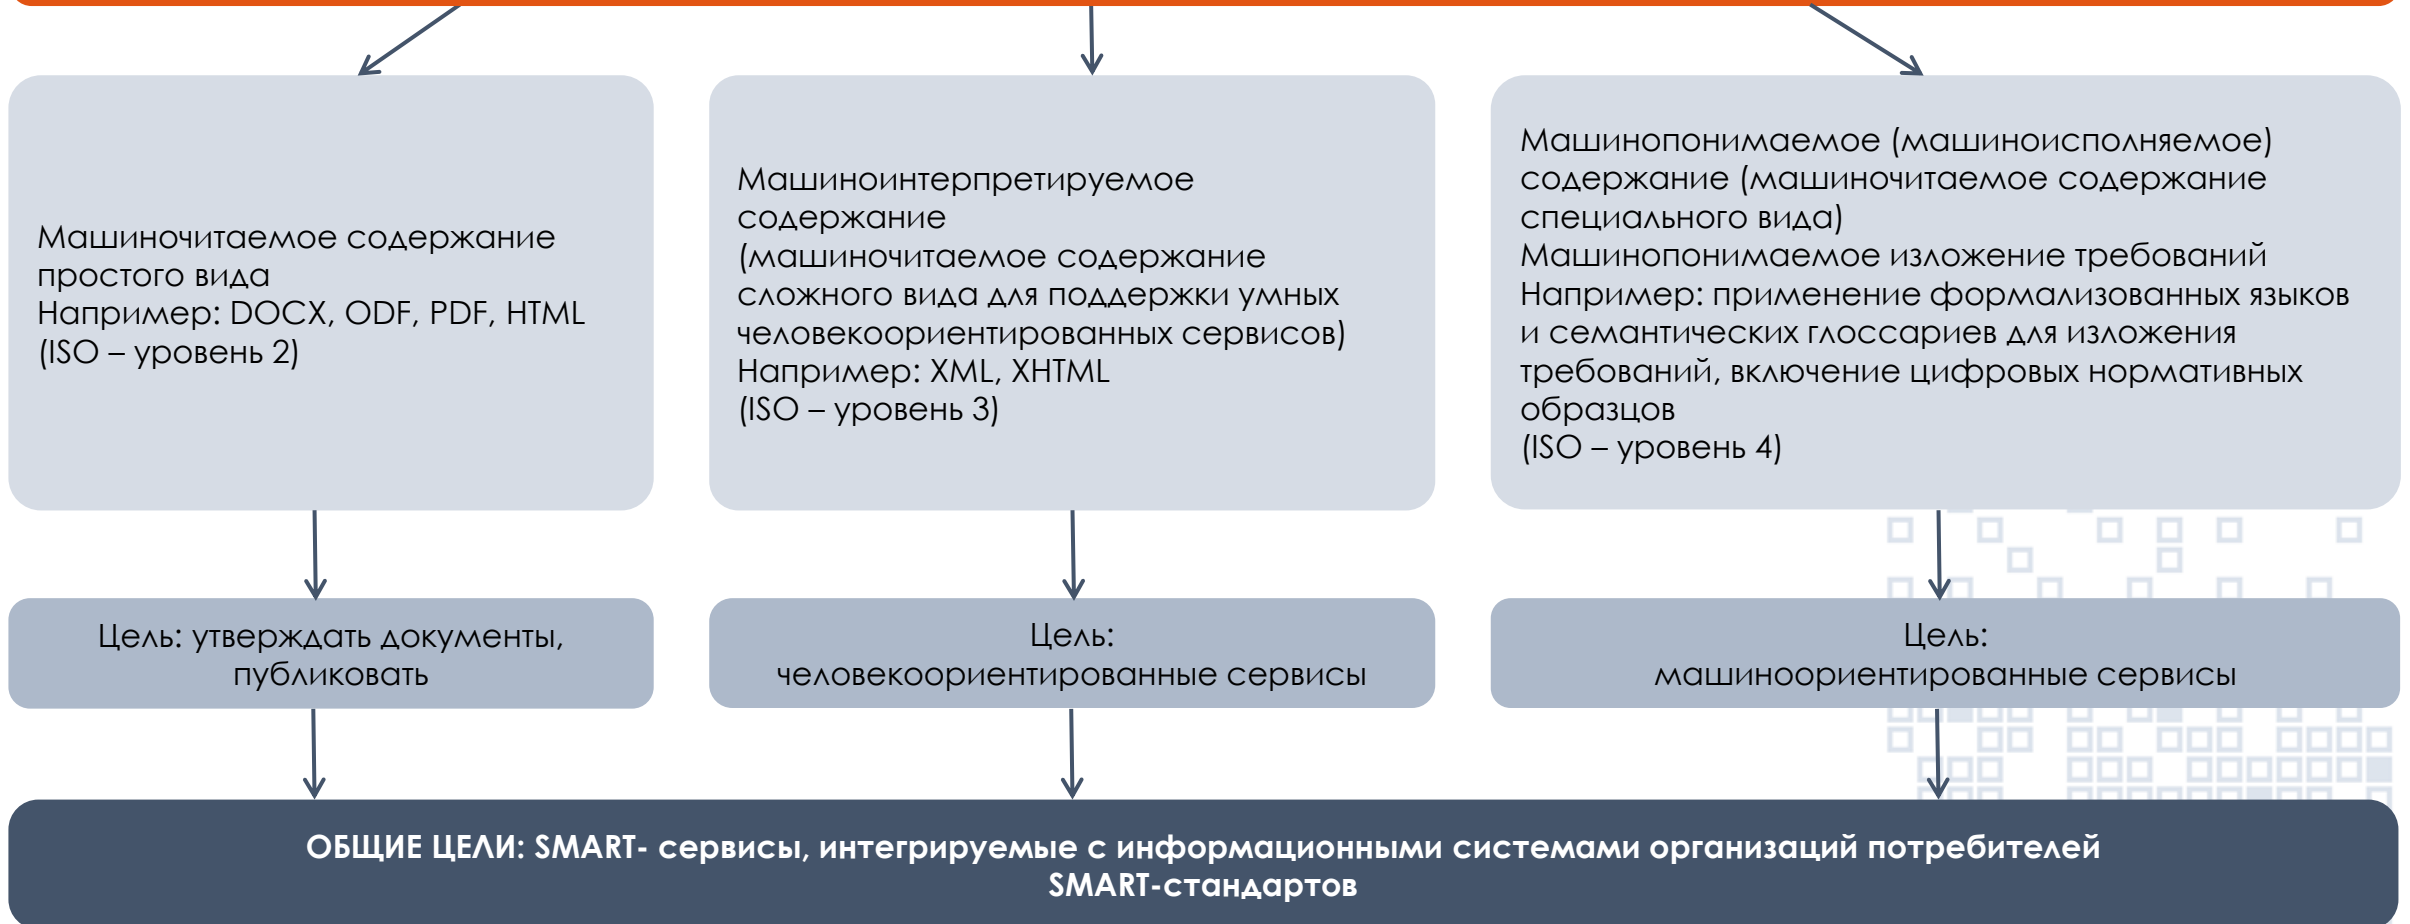 Машиночитаемое содержание
простого вида
Например: DOCX, ODF, PDF, HTML
(ISO – уровень 2)
Машиноинтерпретируемое
содержание
(машиночитаемое содержание
сложного вида для поддержки умных
человекоориентированных сервисов)
Например: XML, XHTML
(ISO – уровень 3)
Машинопонимаемое (машиноисполняемое)
содержание (машиночитаемое содержание
специального вида)
Машинопонимаемое изложение требований
Например: применение формализованных языков
и семантических глоссариев для изложения
требований, включение цифровых нормативных
образцов
(ISO – уровень 4)
Цель: утверждать документы,
публиковать
Цель:
человекоориентированные сервисы
Цель:
машиноориентированные сервисы
ОБЩИЕ ЦЕЛИ: SMART- сервисы, интегрируемые с информационными системами организаций потребителей
SMART-стандартов